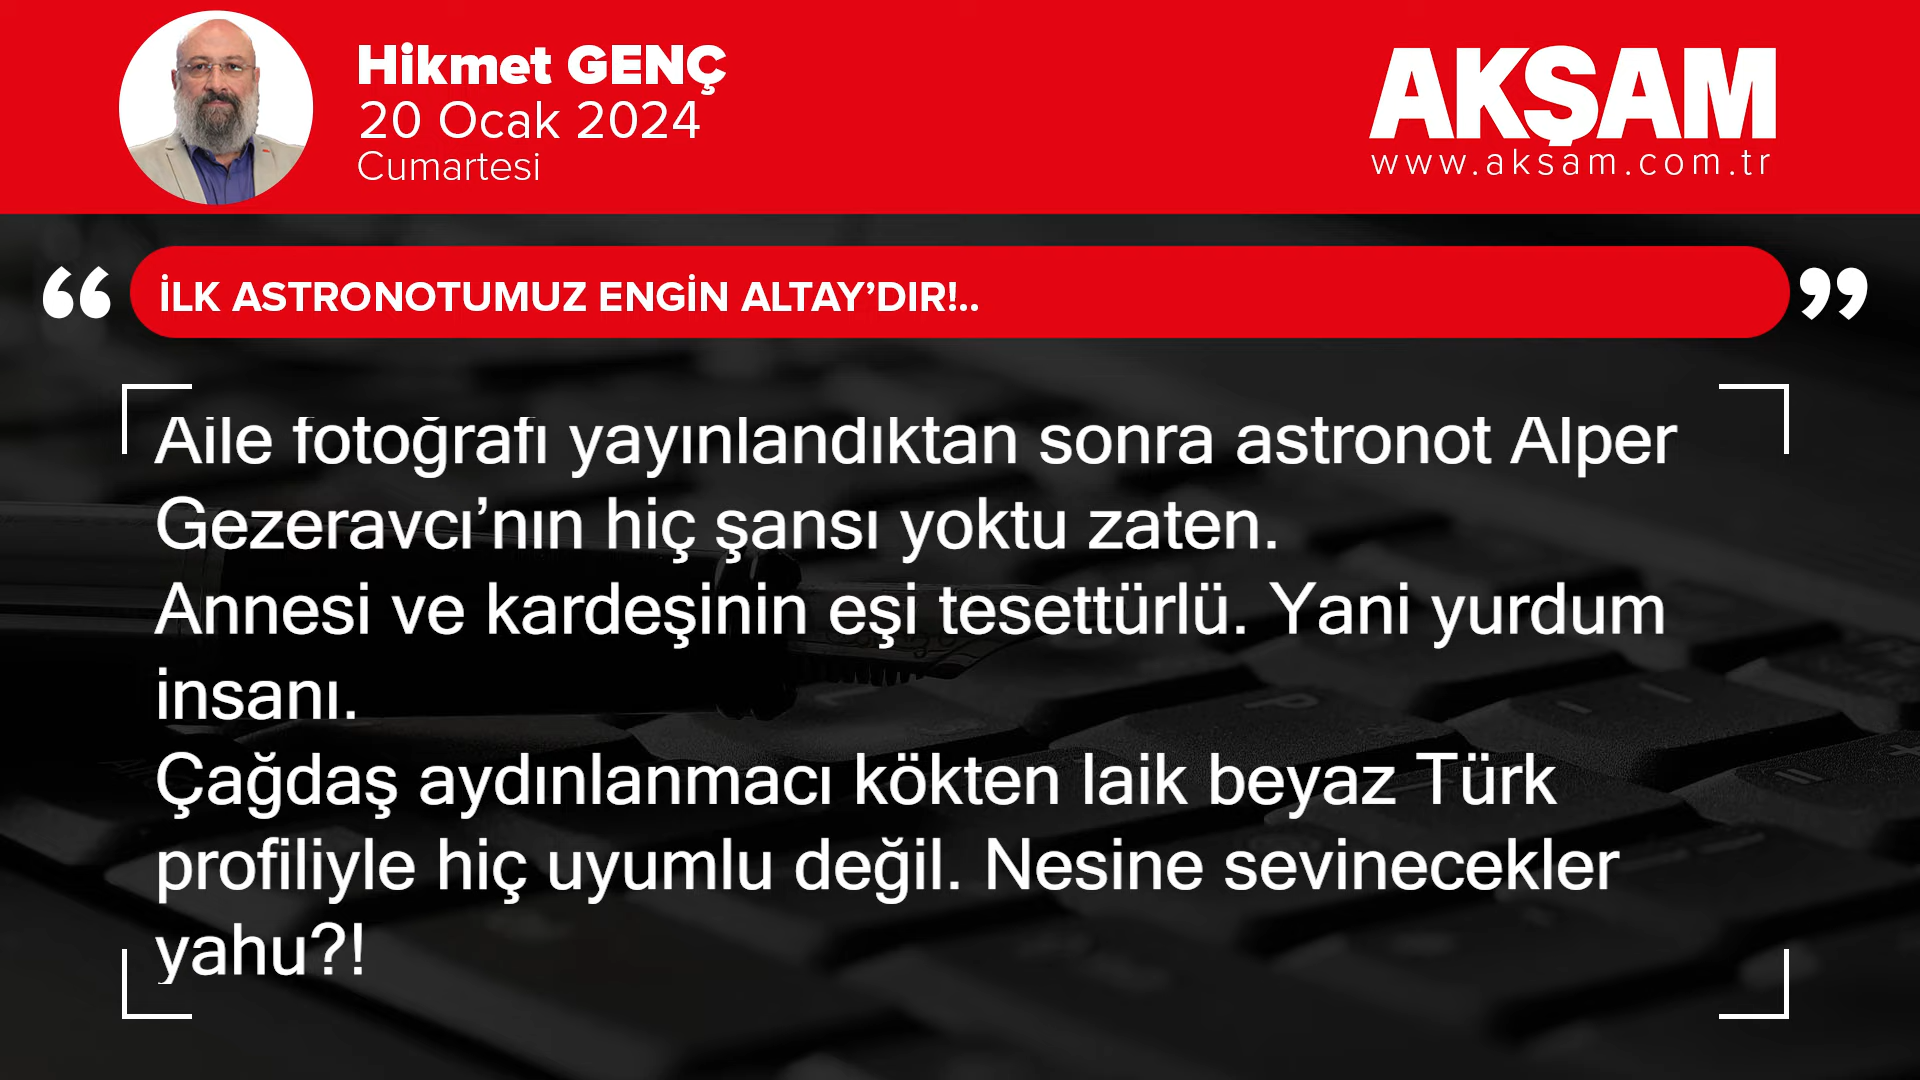 Hikmet GENÇ
20 Ocak 2024
Cumartesi
AKŞAM
www.aksam.com.tr
“ İLK ASTRONOTUMUZ ENGİN ALTAY’DIR!.. ”
Aile fotoğrafı yayınlandıktan sonra astronot Alper
Gezeravcı’nın hiç şansı yoktu zaten.
Annesi ve kardeşinin eşi tesettürlü. Yani yurdum
insanı.
Çağdaş aydınlanmacı kökten laik beyaz Türk
profiliyle hiç uyumlu değil. Nesine sevinecekler
yahu?!